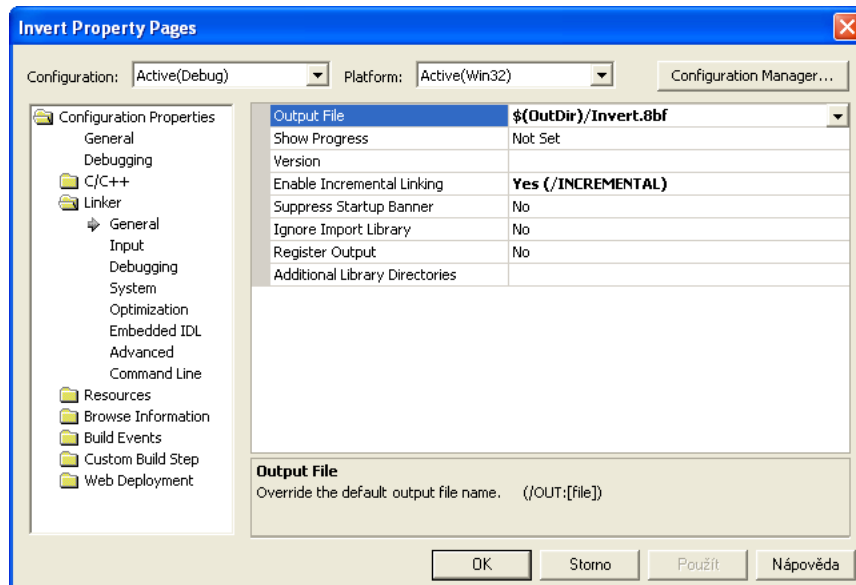 Invert Property Pages
Configuration: Active(Debug) Platform: Active(Win32) Configuration Manager...
Configuration Properties
General
Debugging
C/C++
Linker
General
Input
Debugging
System
Optimization
Embedded IDL
Advanced
Command Line
Resources
Browse Information
Build Events
Custom Build Step
Web Deployment
Output File $(OutDir)/Invert.8bf
Show Progress Not Set
Version
Enable Incremental Linking Yes (/INCREMENTAL)
Suppress Startup Banner No
Ignore Import Library No
Register Output No
Additional Library Directories
Output File
Override the default output file name. (/OUT:[file])
OK Storno Použít Nápověda